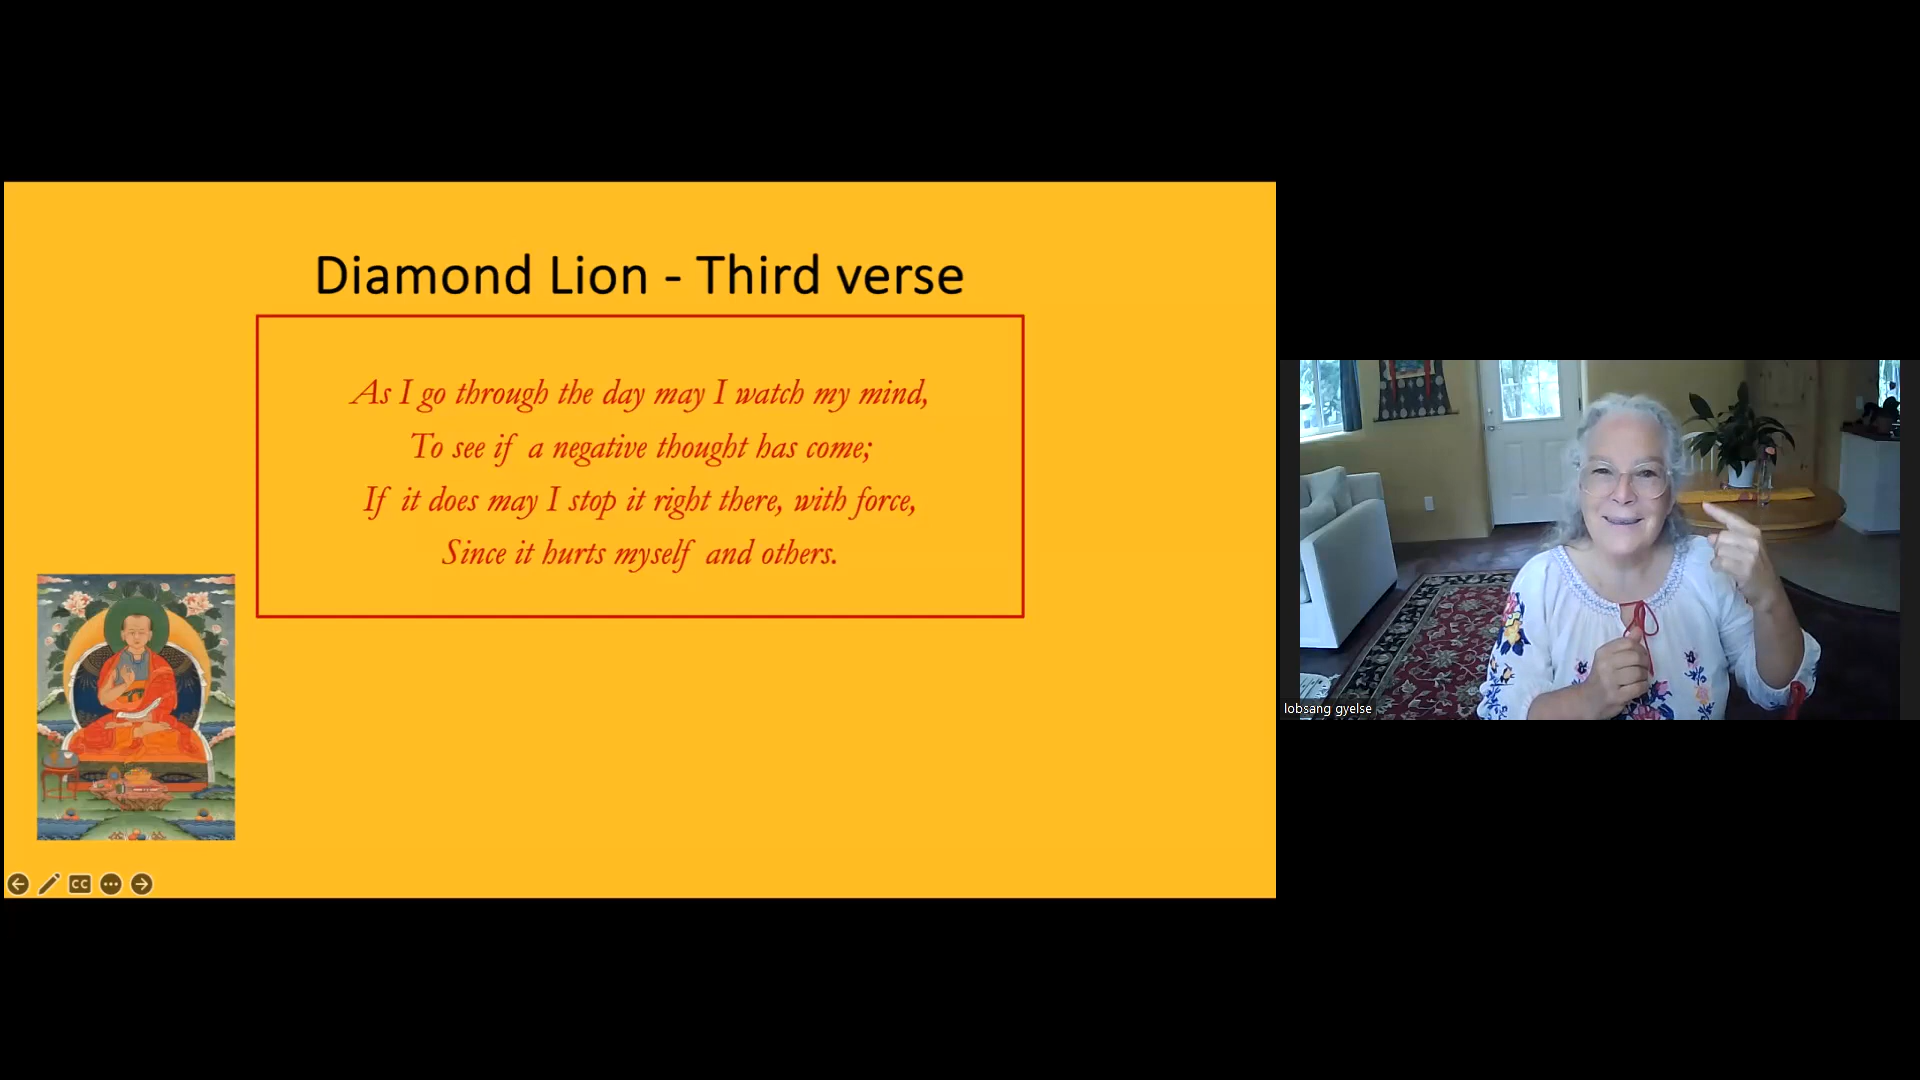 Diamond Lion - Third verse
As I go through the day may I watch my mind,
To see if a negative thought has come;
If it does may I stop it right there, with force,
Since it hurts myself and others.
CC
lobsang gyelse